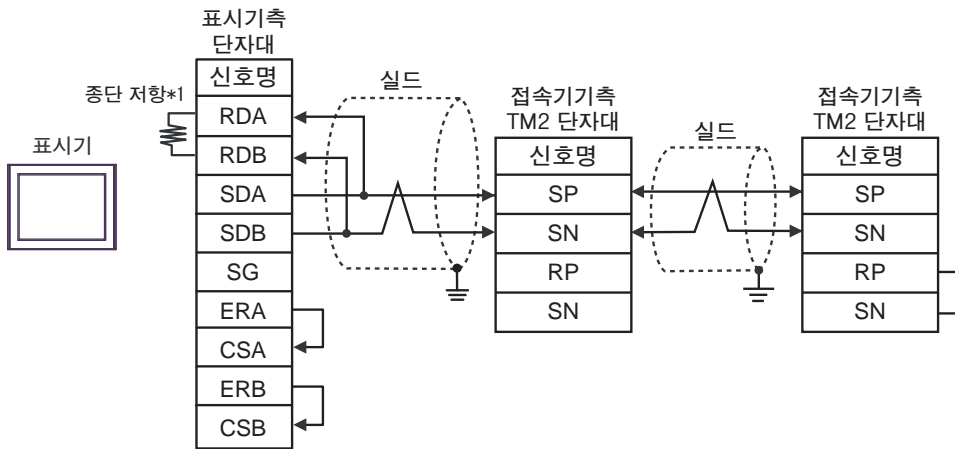 표시기
종단 저항*1
표시기측
단자대
신호명
RDA
RDB
SDA
SDB
SG
ERA
CSA
ERB
CSB
실드
접속기기측
TM2 단자대
신호명
SP
SN
RP
SN
실드
접속기기측
TM2 단자대
신호명
SP
SN
RP
SN